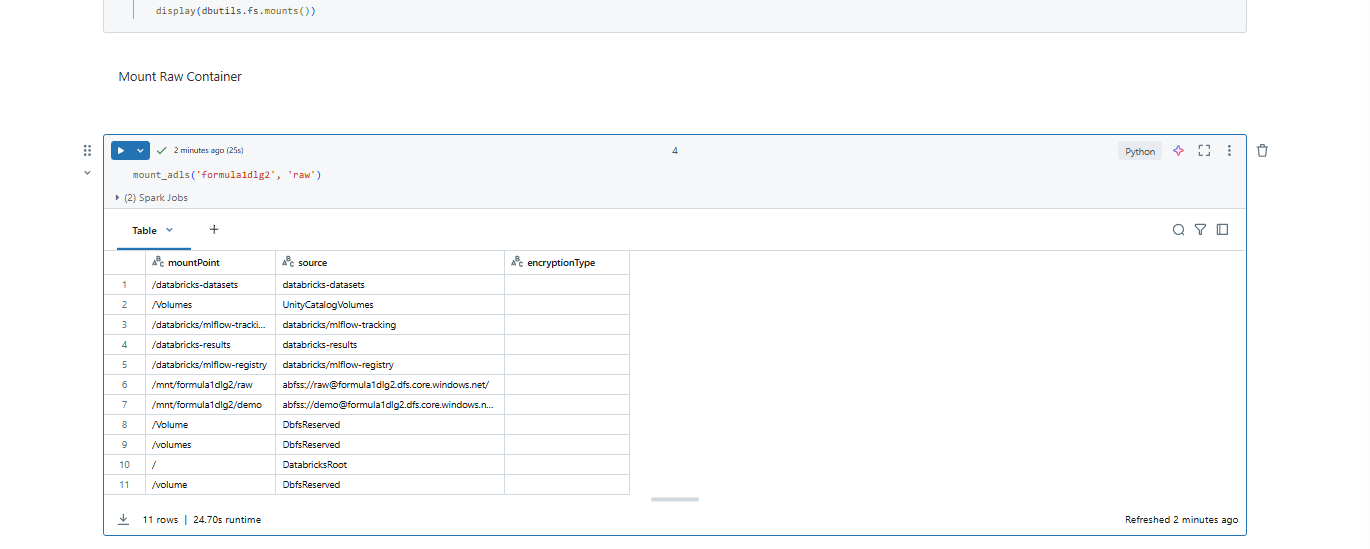 display(dbutils.fs.mounts())
Mount Raw Container
2 minutes ago (25s)
4
Python
mount_adls('formula1dlg2', 'raw')
(2) Spark Jobs
Table
+
mountPoint source encryptionType
1 /databricks-datasets databricks-datasets
2 /Volumes UnityCatalogVolumes
3 /databricks/mlflow-tracki... databricks/mlflow-tracking
4 /databricks-results databricks-results
5 /databricks/mlflow-registry databricks/mlflow-registry
6 /mnt/formula1dlg2/raw abfss://raw@formula1dlg2.dfs.core.windows.net/
7 /mnt/formula1dlg2/demo abfss://demo@formula1dlg2.dfs.core.windows.n...
8 /Volume DbfsReserved
9 /volumes DbfsReserved
10 / DatabricksRoot
11 /volume DbfsReserved
11 rows | 24.70s runtime
Refreshed 2 minutes ago